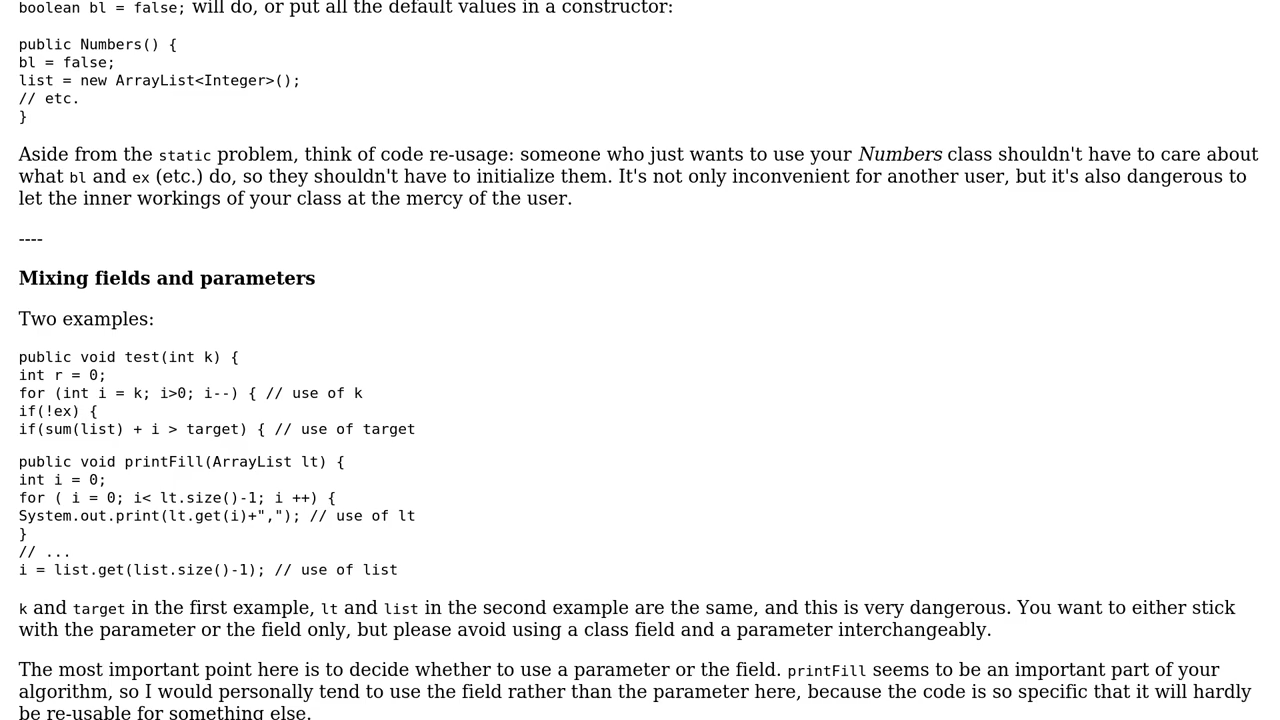 boolean bl = false; will do, or put all the default values in a constructor:
public Numbers() {
bl = false;
list = new ArrayList<Integer>();
// etc.
}
Aside from the static problem, think of code re-usage: someone who just wants to use your Numbers class shouldn't have to care about
what bl and ex (etc.) do, so they shouldn't have to initialize them. It's not only inconvenient for another user, but it's also dangerous to
let the inner workings of your class at the mercy of the user.
----
Mixing fields and parameters
Two examples:
public void test(int k) {
int r = 0;
for (int i = k; i>0; i--) { // use of k
if(!ex) {
if(sum(list) + i > target) { // use of target
public void printFill(ArrayList lt) {
int i = 0;
for ( i = 0; i< lt.size()-1; i ++) {
System.out.print(lt.get(i)+","); // use of lt
}
// ...
i = list.get(list.size()-1); // use of list
k and target in the first example, lt and list in the second example are the same, and this is very dangerous. You want to either stick
with the parameter or the field only, but please avoid using a class field and a parameter interchangeably.
The most important point here is to decide whether to use a parameter or the field. printFill seems to be an important part of your
algorithm, so I would personally tend to use the field rather than the parameter here, because the code is so specific that it will hardly
be re-usable for something else.